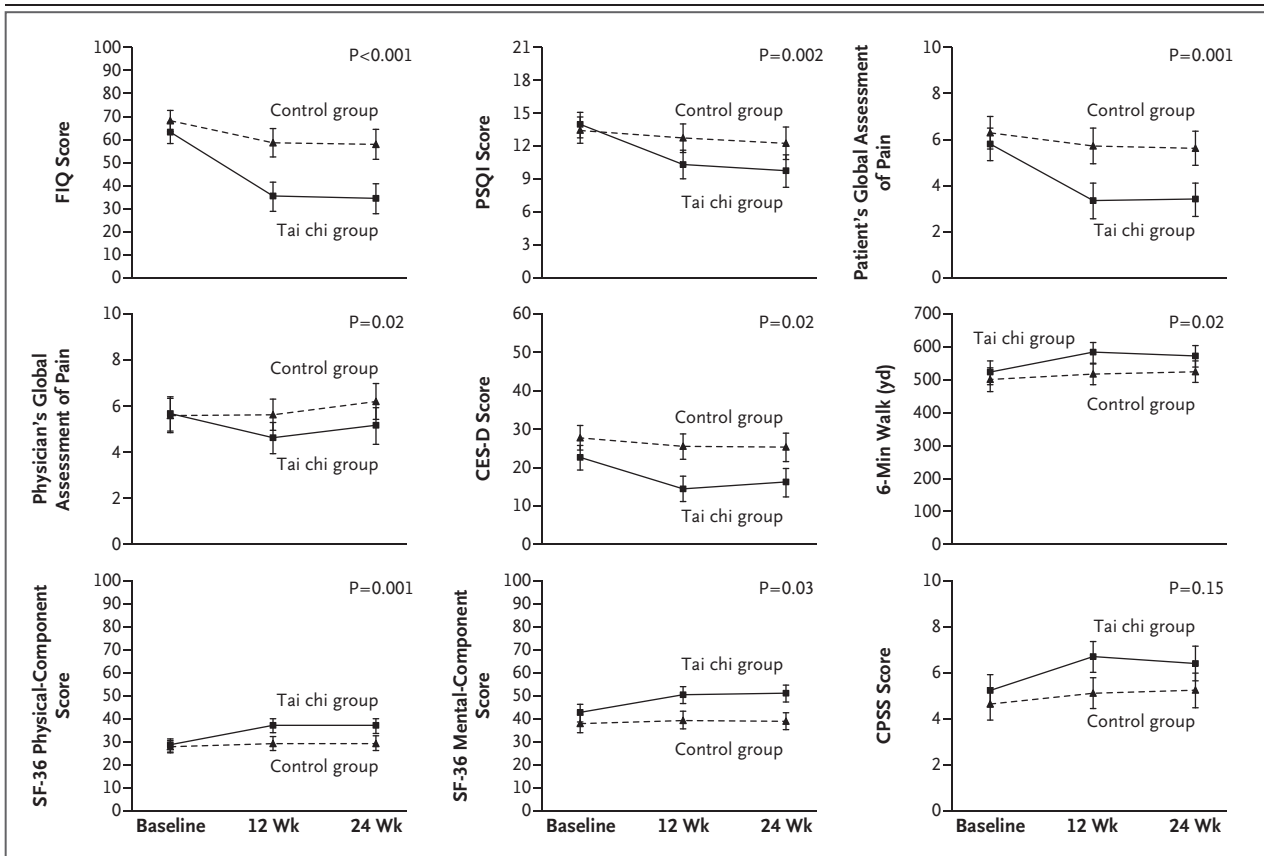 FIQ Score
100
90
80
70
60
50
40
30
20
10
0
P<0.001
Control group
Tai chi group
PSQI Score
21
18
15
12
9
6
3
0
P=0.002
Control group
Tai chi group
Patient's Global Assessment
of Pain
10
8
6
4
2
0
P=0.001
Control group
Tai chi group
Physician's Global
Assessment of Pain
10
8
6
4
2
0
P=0.02
Control group
Tai chi group
CES-D Score
60
50
40
30
20
10
0
P=0.02
Control group
Tai chi group
6-Min Walk (yd)
700
600
500
400
300
200
100
0
P=0.02
Tai chi group
Control group
SF-36 Physical-Component
Score
100
90
80
70
60
50
40
30
20
10
0
P=0.001
Tai chi group
Control group
Baseline
12 Wk
24 Wk
SF-36 Mental-Component
Score
100
90
80
70
60
50
40
30
20
10
0
P=0.03
Tai chi group
Control group
Baseline
12 Wk
24 Wk
CPSS Score
10
8
6
4
2
0
P=0.15
Tai chi group
Control group
Baseline
12 Wk
24 Wk